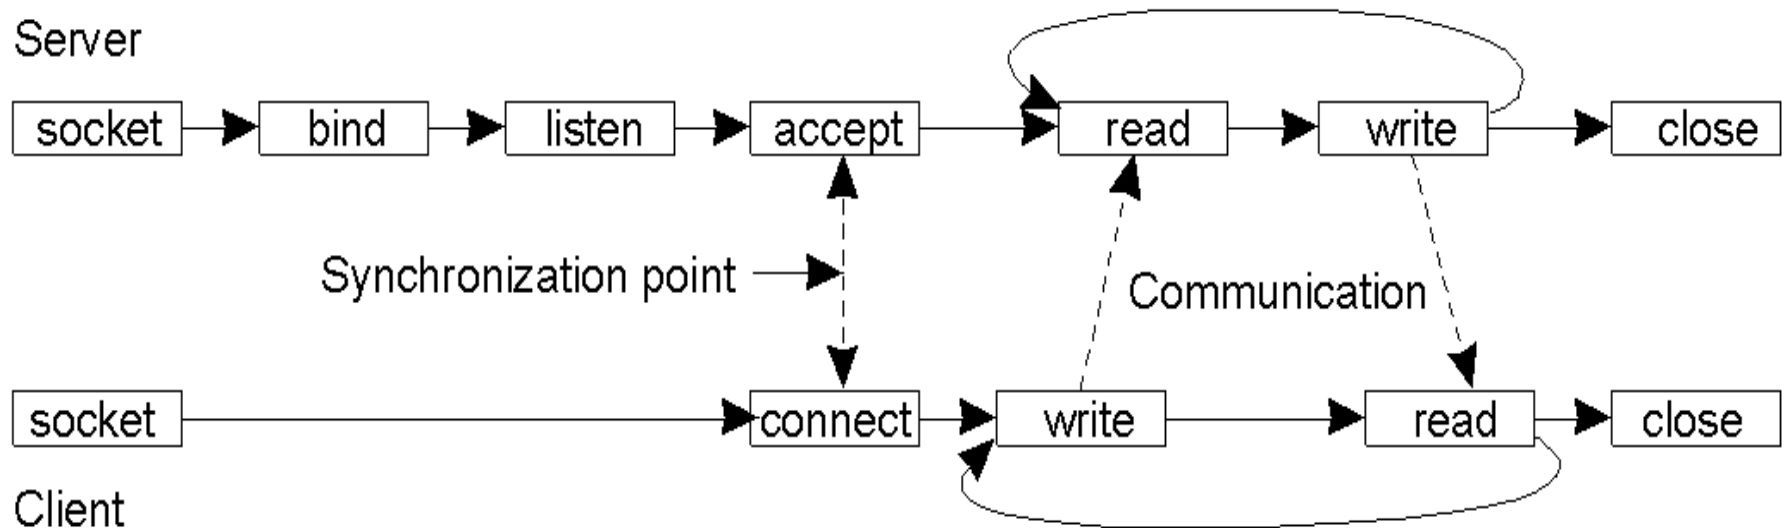 Server
socket bind listen accept read write close
Synchronization point
Communication
socket connect write read close
Client